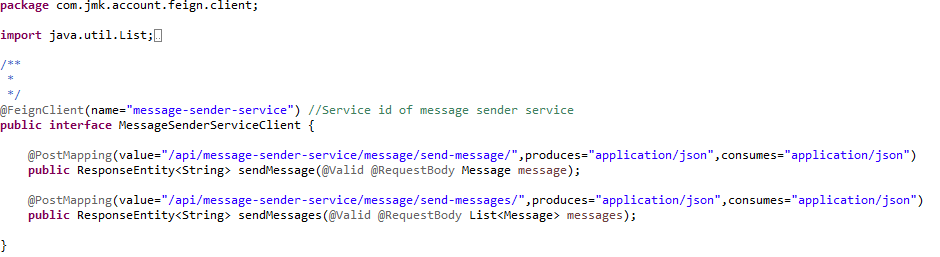 package com.jmk.account.feign.client;
import java.util.List;
/**
 *
 */
@FeignClient(name="message-sender-service") //Service id of message sender service
public interface MessageSenderServiceClient {
    @PostMapping(value="/api/message-sender-service/message/send-message/",produces="application/json",consumes="application/json")
    public ResponseEntity<String> sendMessage(@Valid @RequestBody Message message);
    @PostMapping(value="/api/message-sender-service/message/send-messages/",produces="application/json",consumes="application/json")
    public ResponseEntity<String> sendMessages(@Valid @RequestBody List<Message> messages);
}